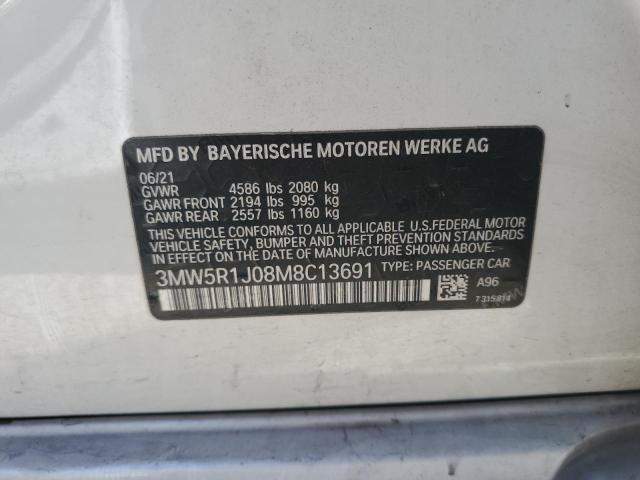 MFD BY BAYERISCHE MOTOREN WERKE AG
06/21
GVWR 4586 lbs 2080 kg
GAWR FRONT 2194 lbs 995 kg
GAWR REAR 2557 lbs 1160 kg
THIS VEHICLE CONFORMS TO ALL APPLICABLE U.S.FEDERAL MOTOR
VEHICLE SAFETY, BUMPER AND THEFT PREVENTION STANDARDS
IN EFFECT ON THE DATE OF MANUFACTURE SHOWN ABOVE.
3MW5R1J08M8C13691 TYPE: PASSENGER CAR
A96